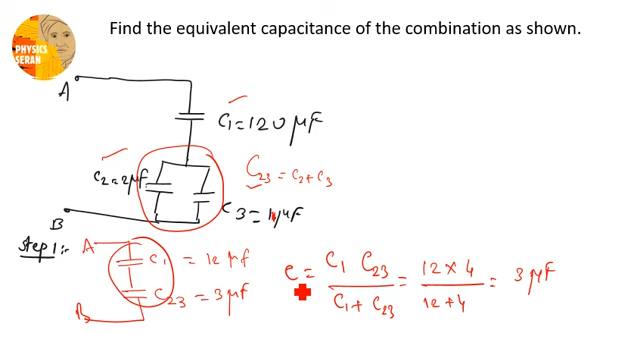 Find the equivalent capacitance of the combination as shown.
PHYSICS
SERAN
A
C1 = 120 μF
C2 = 2μF
C23 = C2 + C3
C3 = 1μF
B
Step 1:-
A
C1 = 12 μF
C23 = 3 μF
B
C = C1 C23 / C1 + C23 = 12 × 4 / 12 + 4 = 3 μF